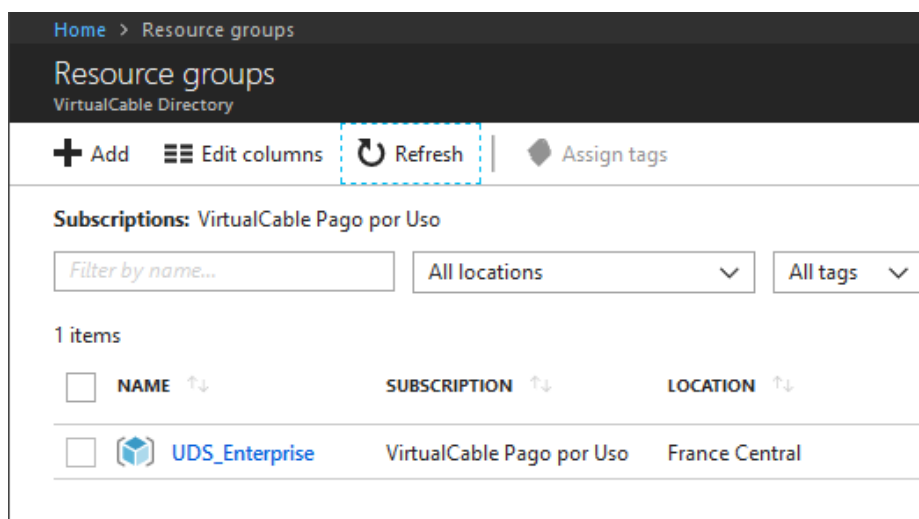 Home > Resource groups
Resource groups
VirtualCable Directory
Add Edit columns Refresh Assign tags
Subscriptions: VirtualCable Pago por Uso
Filter by name... All locations All tags
1 items
NAME SUBSCRIPTION LOCATION
UDS_Enterprise VirtualCable Pago por Uso France Central